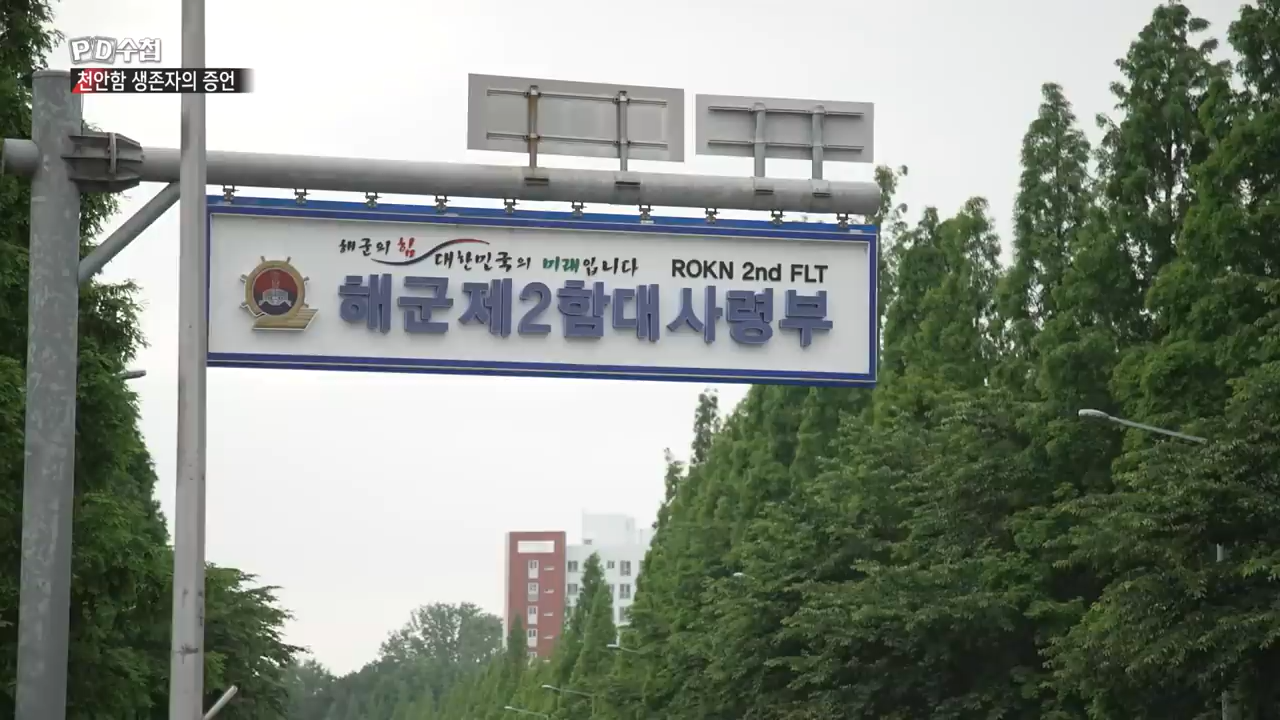 PD수첩
천안함 생존자의 증언
해군의 힘
대한민국의 미래입니다
ROKN 2nd FLT
해군제2함대사령부